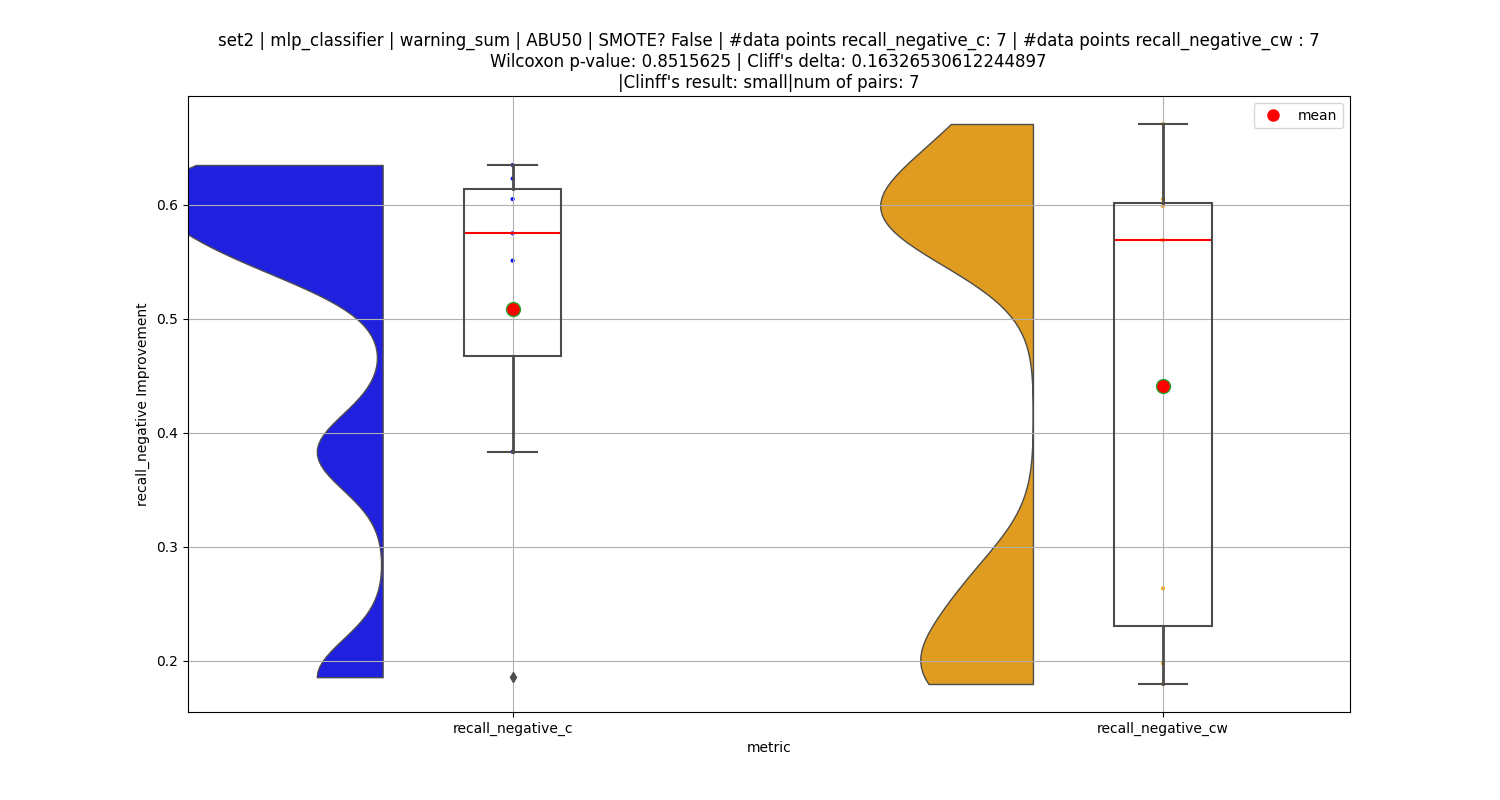 set2 | mlp_classifier | warning_sum | ABU50 | SMOTE? False | #data points recall_negative_c: 7 | #data points recall_negative_cw : 7
Wilcoxon p-value: 0.8515625 | Cliff's delta: 0.16326530612244897
|Clinff's result: small|num of pairs: 7
mean
recall_negative Improvement
0.6
0.5
0.4
0.3
0.2
recall_negative_c
recall_negative_cw
metric